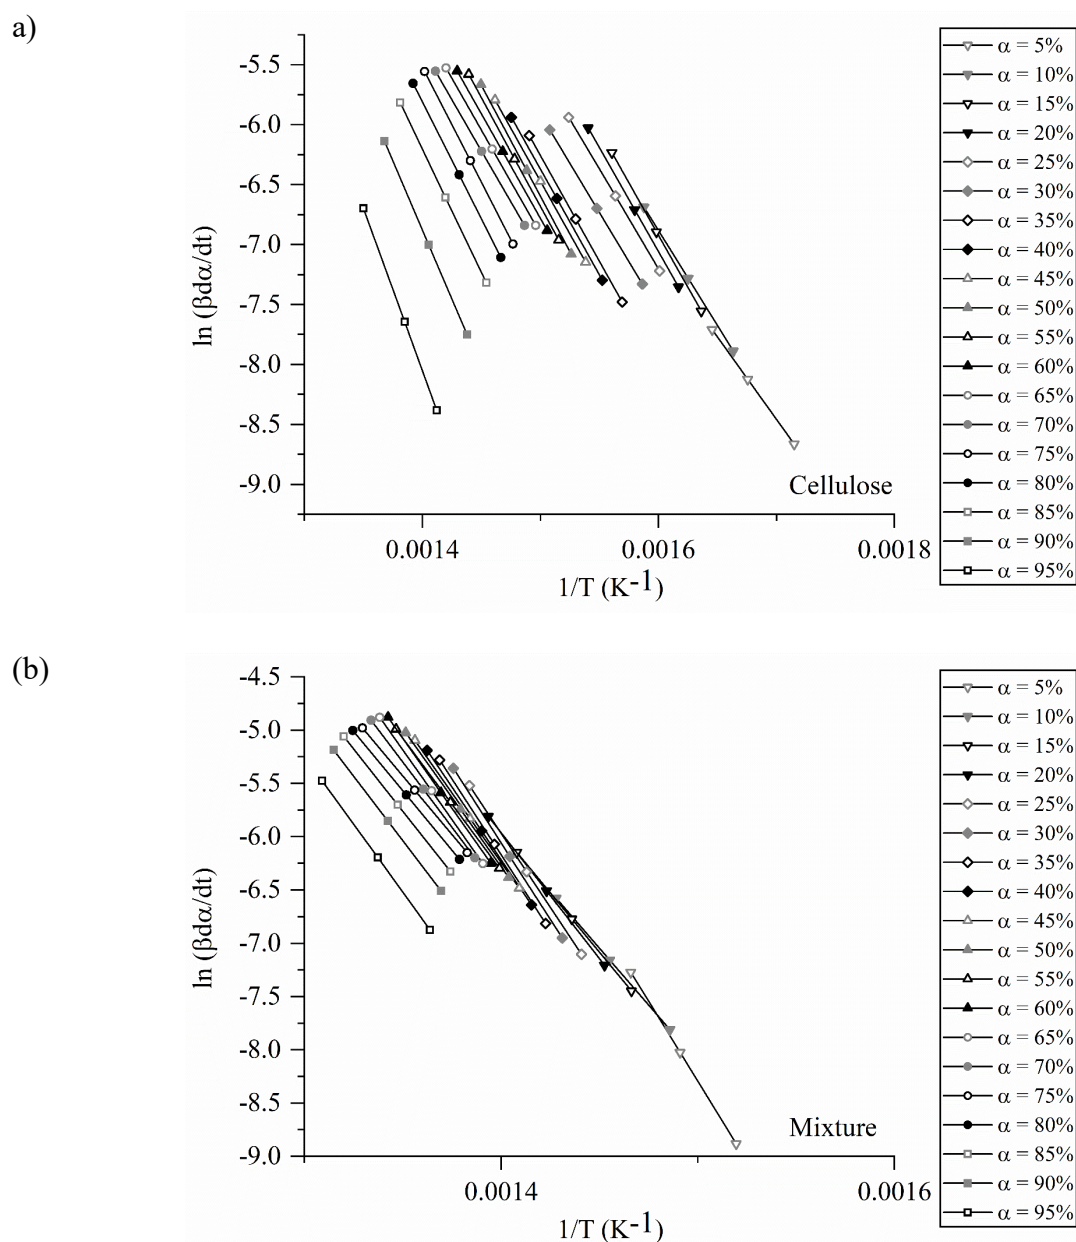 a)
-5.5
-6.0
-6.5
-7.0
-7.5
-8.0
-8.5
-9.0
ln (βdα/dt)
0.0014
0.0016
0.0018
1/T (K-1)
Cellulose
α = 5%
α = 10%
α = 15%
α = 20%
α = 25%
α = 30%
α = 35%
α = 40%
α = 45%
α = 50%
α = 55%
α = 60%
α = 65%
α = 70%
α = 75%
α = 80%
α = 85%
α = 90%
α = 95%
(b)
-4.5
-5.0
-5.5
-6.0
-6.5
-7.0
-7.5
-8.0
-8.5
-9.0
ln (βdα/dt)
0.0014
0.0016
1/T (K-1)
Mixture
α = 5%
α = 10%
α = 15%
α = 20%
α = 25%
α = 30%
α = 35%
α = 40%
α = 45%
α = 50%
α = 55%
α = 60%
α = 65%
α = 70%
α = 75%
α = 80%
α = 85%
α = 90%
α = 95%